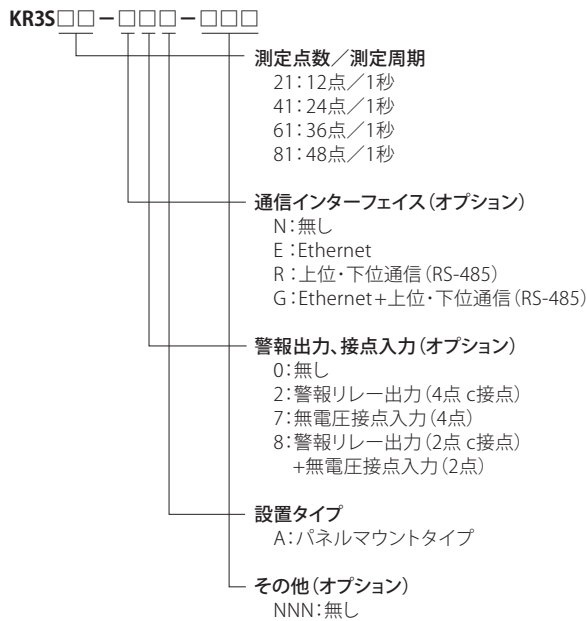 KR3S□□-□□□-□□□
測定点数／測定周期
21：12点／1秒
41：24点／1秒
61：36点／1秒
81：48点／1秒
通信インターフェイス（オプション）
N：無し
E：Ethernet
R：上位・下位通信（RS-485）
G：Ethernet+上位・下位通信（RS-485）
警報出力、接点入力（オプション）
0：無し
2：警報リレー出力（4点 c接点）
7：無電圧接点入力（4点）
8：警報リレー出力（2点 c接点）
+無電圧接点入力（2点）
設置タイプ
A：パネルマウントタイプ
その他（オプション）
NNN：無し